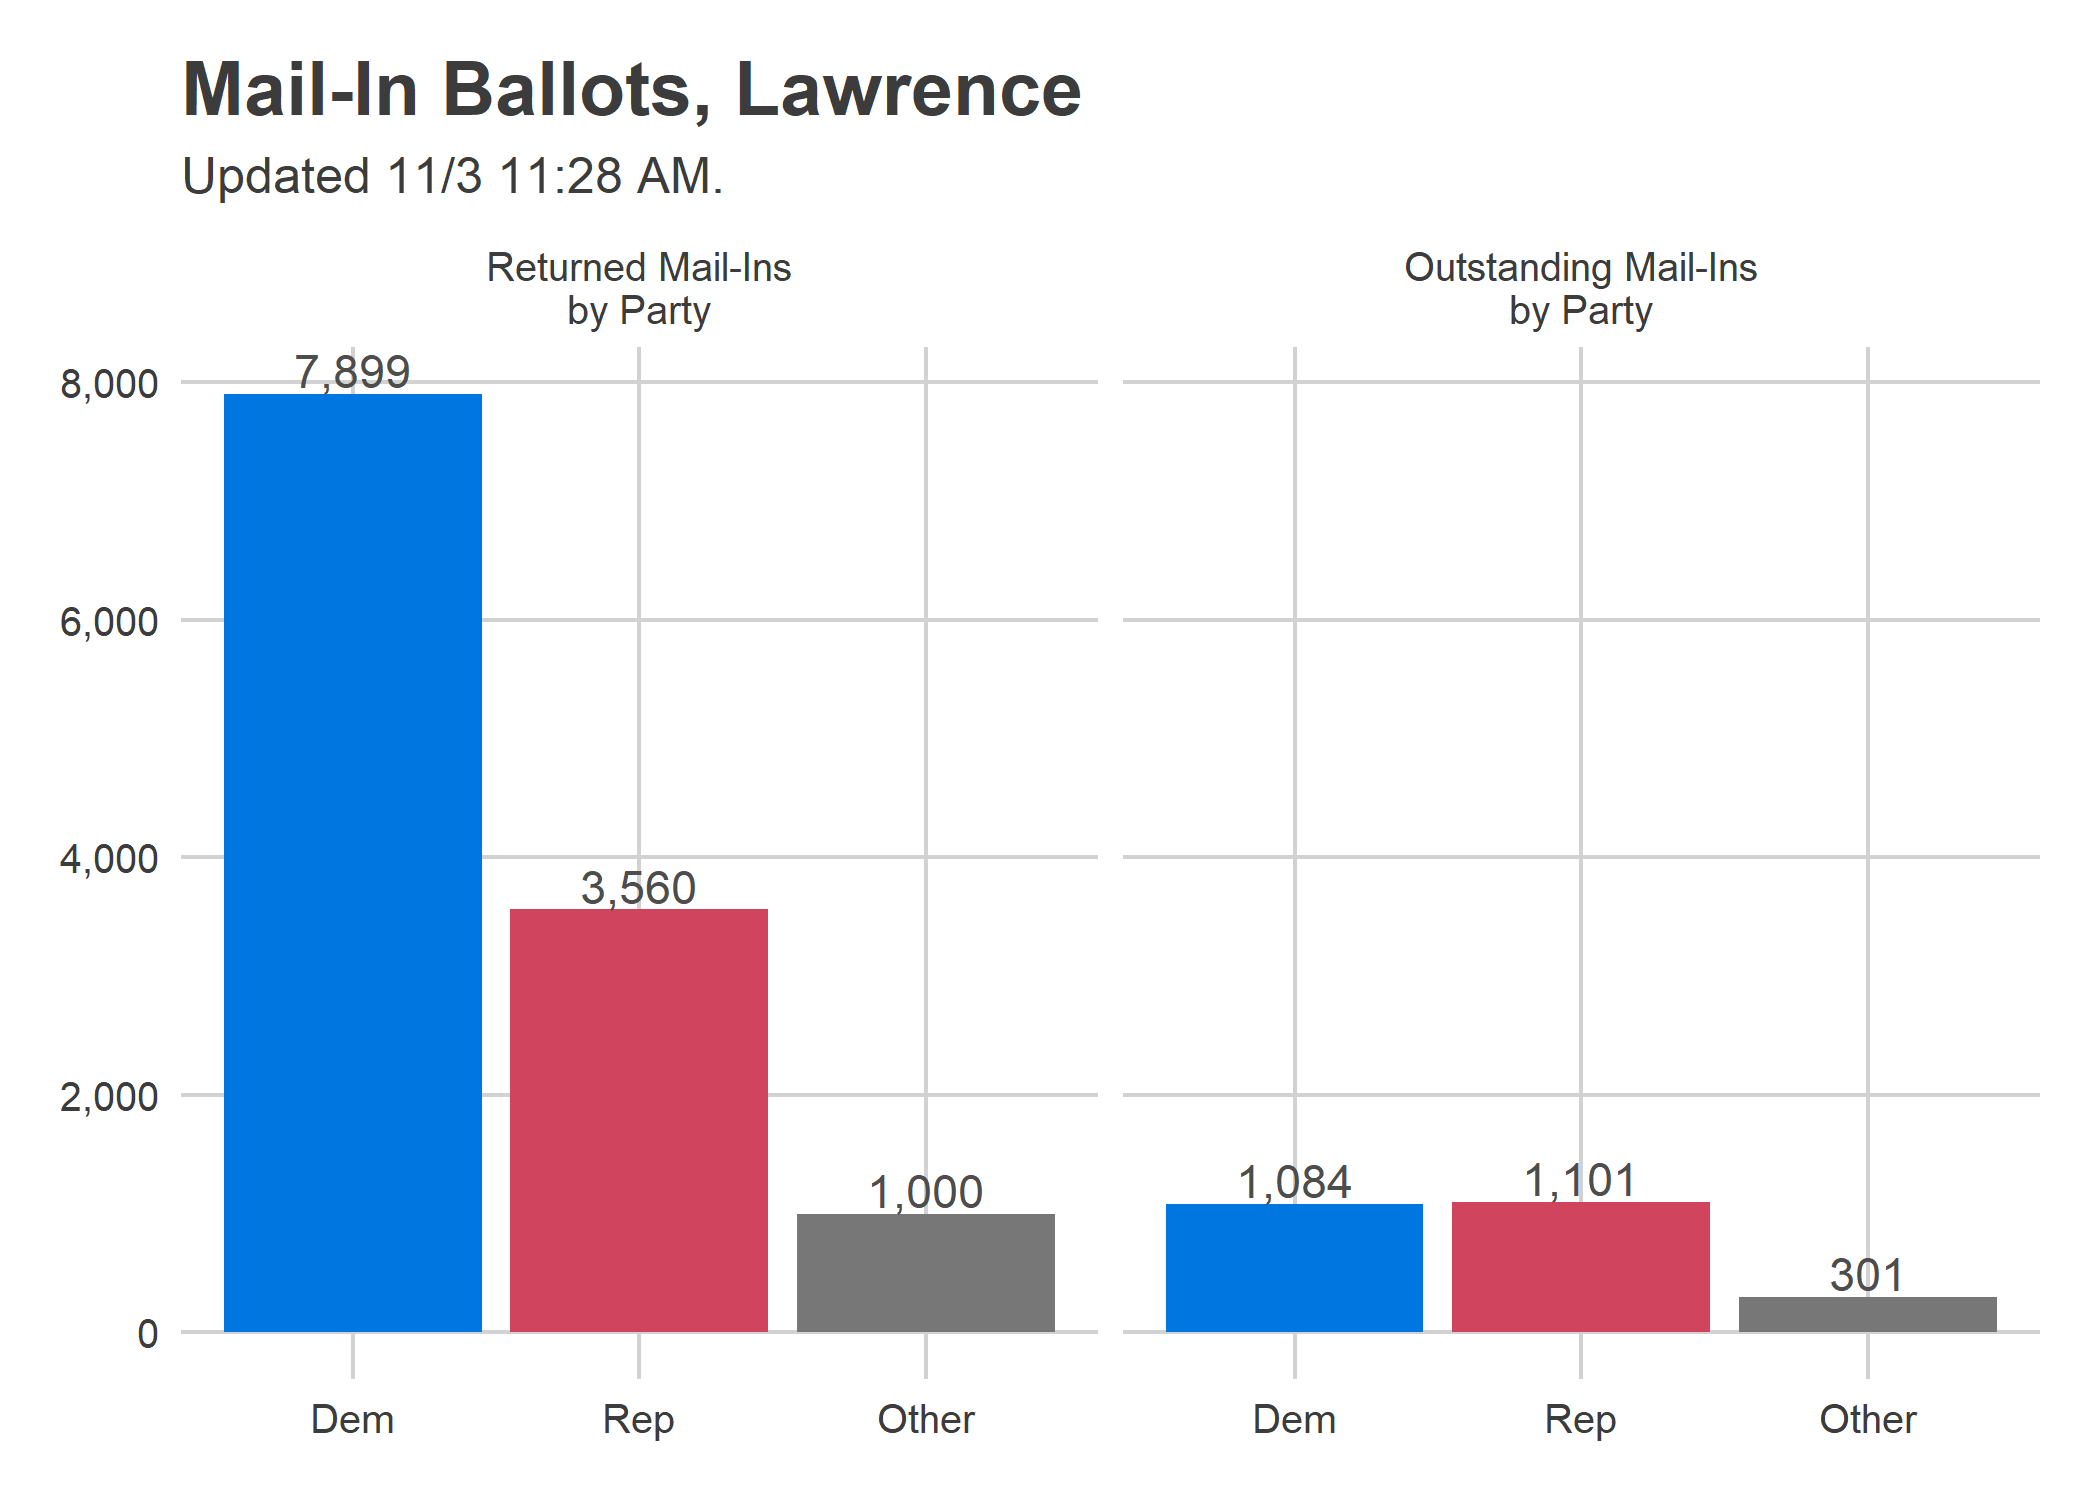 Mail-In Ballots, Lawrence
Updated 11/3 11:28 AM.
Returned Mail-Ins
by Party
Outstanding Mail-Ins
by Party
8,000
6,000
4,000
2,000
0
7,899
3,560
1,000
1,084
1,101
301
Dem
Rep
Other
Dem
Rep
Other